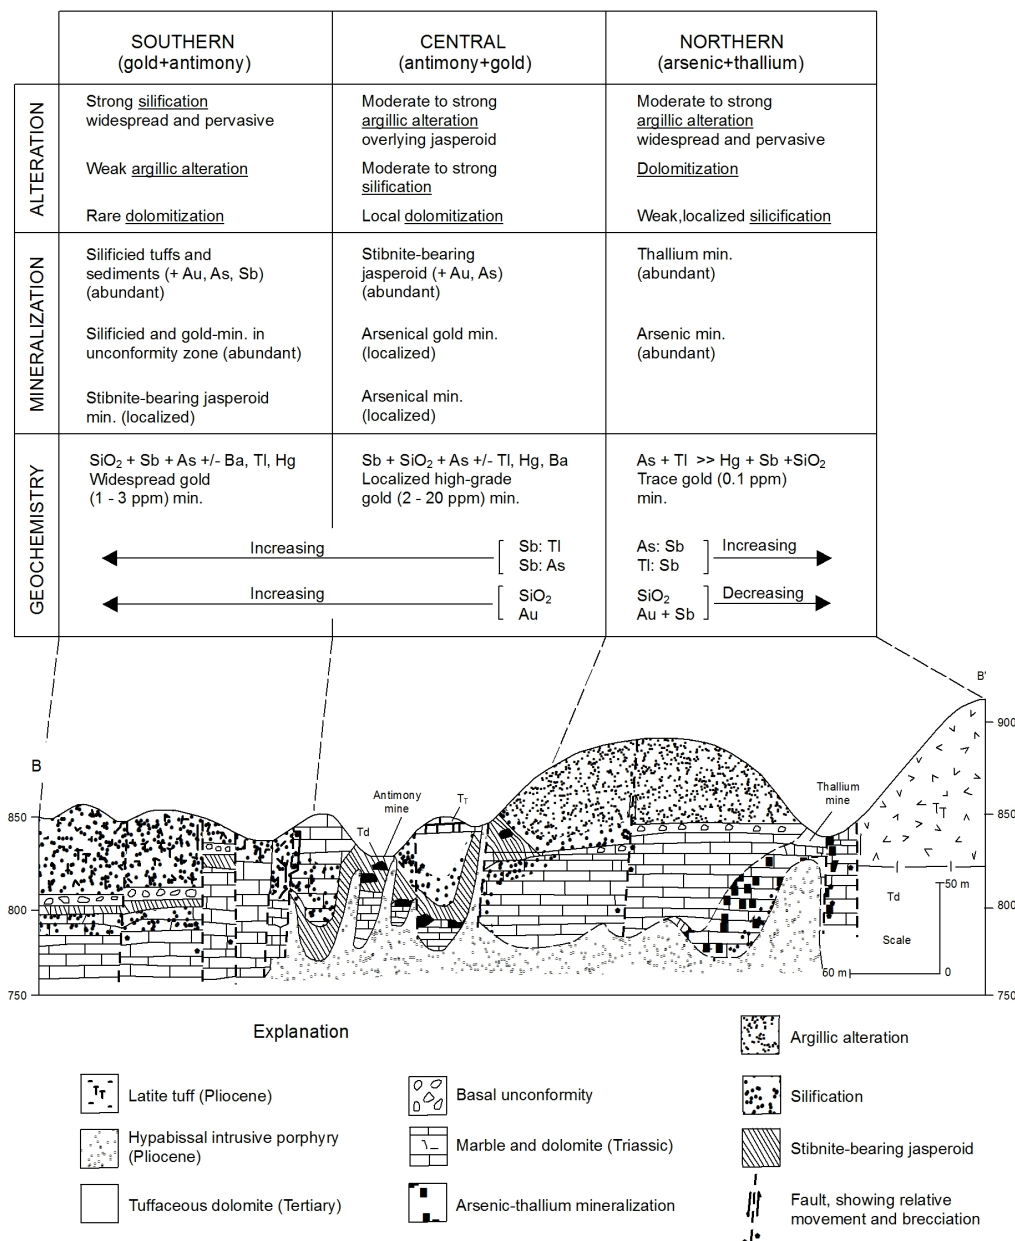 SOUTHERN
(gold+antimony)
CENTRAL
(antimony+gold)
NORTHERN
(arsenic+thallium)
ALTERATION
Strong silification
widespread and pervasive
Weak argillic alteration
Rare dolomitization
Moderate to strong
argillic alteration
overlying jasperoid
Moderate to strong
silification
Local dolomitization
Moderate to strong
argillic alteration
widespread and pervasive
Dolomitization
Weak,localized silicification
MINERALIZATION
Silificied tuffs and
sediments (+ Au, As, Sb)
(abundant)
Silificied and gold-min. in
unconformity zone (abundant)
Stibnite-bearing jasperoid
min. (localized)
Stibnite-bearing
jasperoid (+ Au, As)
(abundant)
Arsenical gold min.
(localized)
Arsenical min.
(localized)
Thallium min.
(abundant)
Arsenic min.
(abundant)
GEOCHEMISTRY
SiO₂ + Sb + As +/- Ba, Tl, Hg
Widespread gold
(1 - 3 ppm) min.
Sb + SiO₂ + As +/- Tl, Hg, Ba
Localized high-grade
gold (2 - 20 ppm) min.
As + Tl >> Hg + Sb +SiO₂
Trace gold (0.1 ppm)
min.
Increasing
Sb: Tl
Sb: As
As: Sb
Tl: Sb
Increasing
Increasing
SiO₂
Au
SiO₂
Au + Sb
Decreasing
B'
B
900
850
800
750
850
800
750
Antimony
mine
Td
T_T
Thallium
mine
T_T
Td
50 m
Scale
60 m
0
Explanation
Latite tuff (Pliocene)
T_T
Hypabissal intrusive porphyry
(Pliocene)
Tuffaceous dolomite (Tertiary)
Basal unconformity
Marble and dolomite (Triassic)
Arsenic-thallium mineralization
Argillic alteration
Silification
Stibnite-bearing jasperoid
Fault, showing relative
movement and brecciation